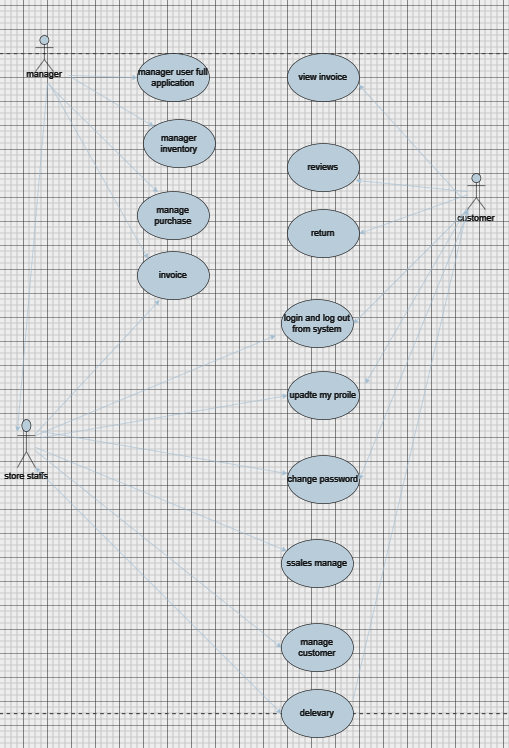 manager
manager user full
application
view invoice
manager
inventory
reviews
manage
purchase
customer
return
invoice
login and log out
from system
upadte my proile
store stafis
change password
ssales manage
manage
customer
delevary